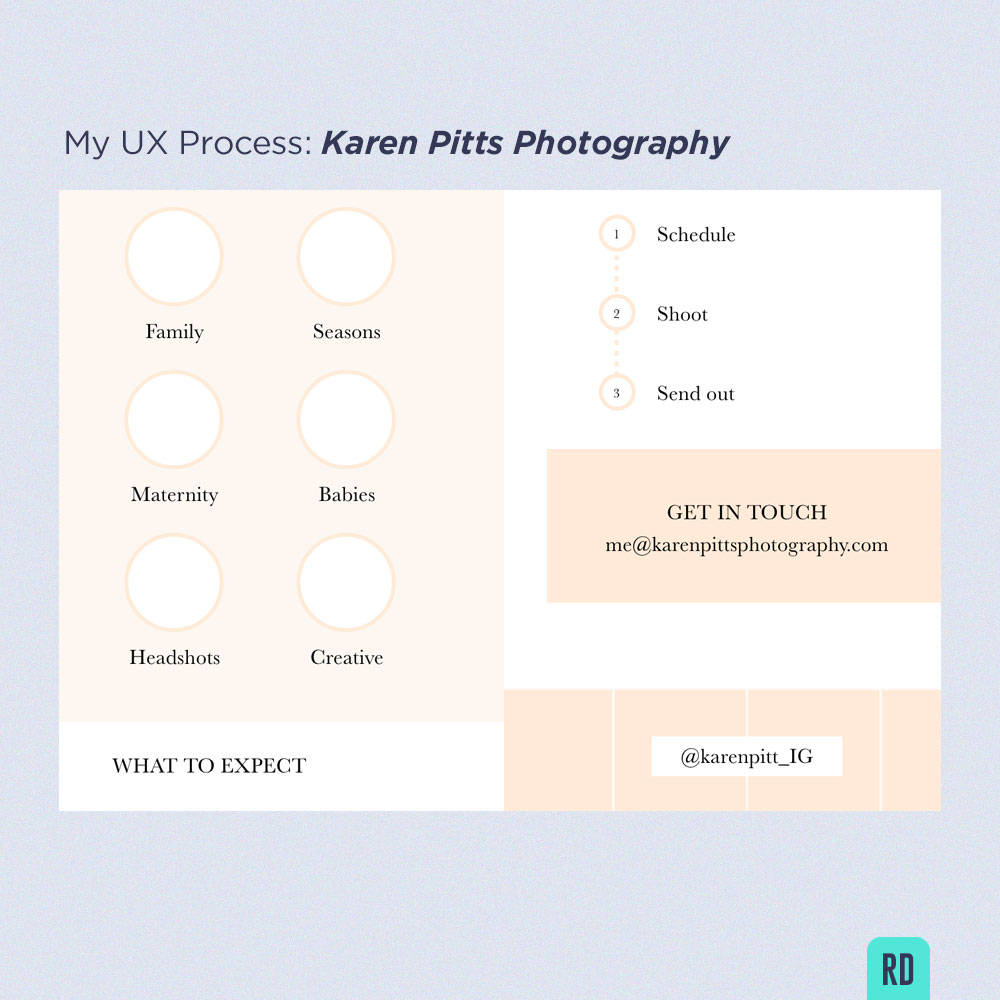 My UX Process: Karen Pitts Photography
Family
Seasons
Maternity
Babies
Headshots
Creative
WHAT TO EXPECT
1 Schedule
2 Shoot
3 Send out
GET IN TOUCH
me@karenpittsphotography.com
@karenpitt_IG
RD